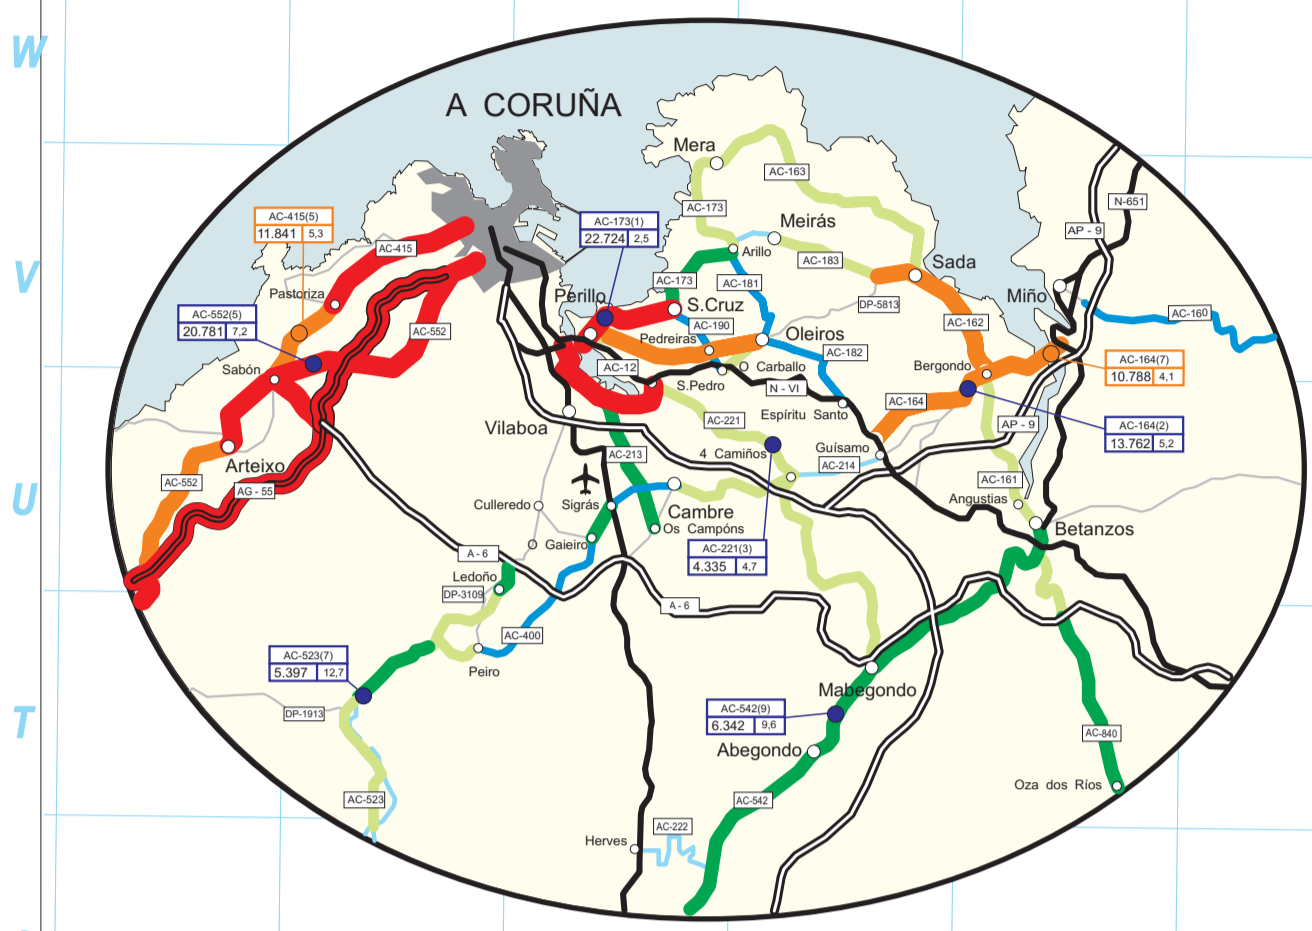 W
A CORUÑA
Mera
AC-163
AC-173
N-651
AC-415(5)
11.841 5,3
AC-173(1)
22.724 2,5
Meirás
AP - 9
AC-415
Arillo
AC-183
Sada
V
Pastoriza
Perillo
AC-173
AC-181
DP-5813
Miño
AC-552(5)
20.781 7,2
S.Cruz
AC-160
AC-552
AC-190
AC-162
Pedreiras
Oleiros
AC-182
Sabón
AC-12
Carballo
Bergondo
AC-164(7)
10.788 4,1
S.Pedro
N - VI
AC-164
Espíritu Santo
AC-221
AP - 9
AC-164(2)
13.762 5,2
Vilaboa
Guísamo
4 Camiños
AC-213
AC-214
Arteixo
AC-552
AG - 55
AC-161
U
Angustias
Culleredo
Sigrás
Cambre
Os Campóns
Betanzos
O Gaieiro
A - 6
AC-221(3)
4.335 4,7
Ledoño
DP-3109
A - 6
AC-400
AC-523(7)
5.397 12,7
Peiro
Mabegondo
T
DP-1913
AC-542(9)
6.342 9,6
AC-840
Abegondo
Oza dos Ríos
AC-523
AC-542
AC-222
Herves